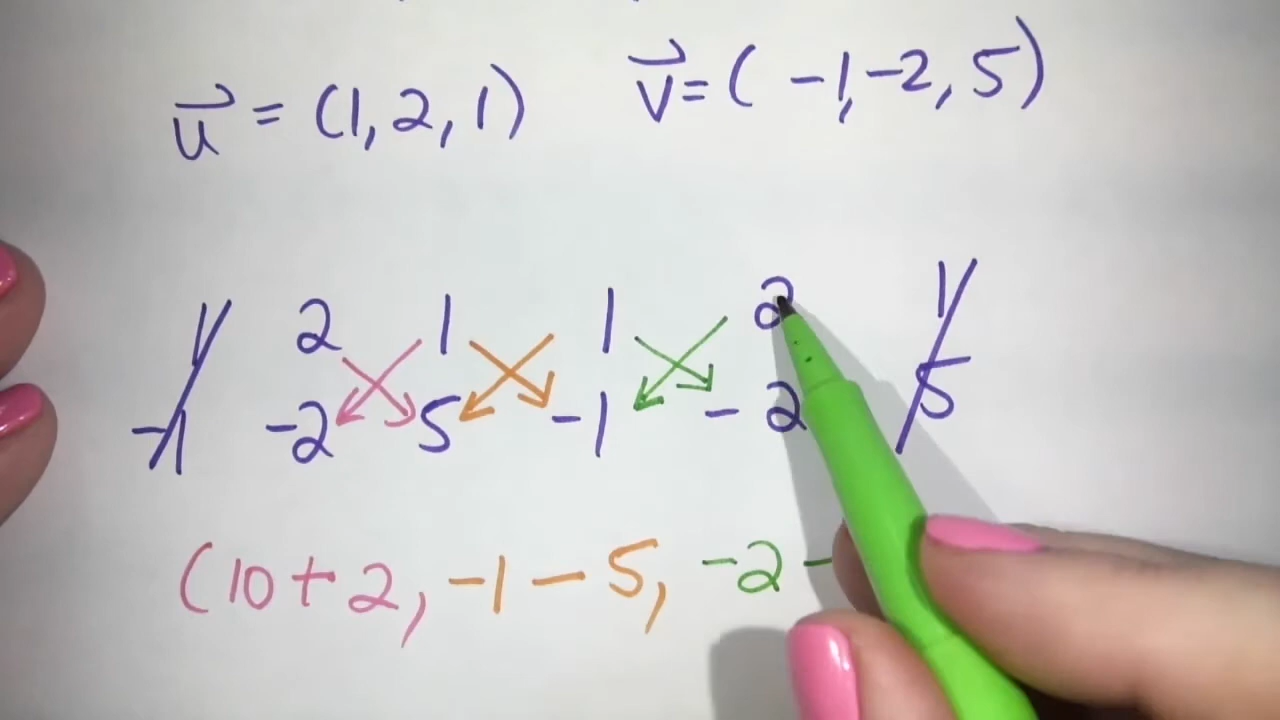 u = (1, 2, 1) v = (-1, -2, 5)
1 2 1 1 2 1
-1 -2 5 -1 -2 5
(10 + 2, -1 - 5, -2 -